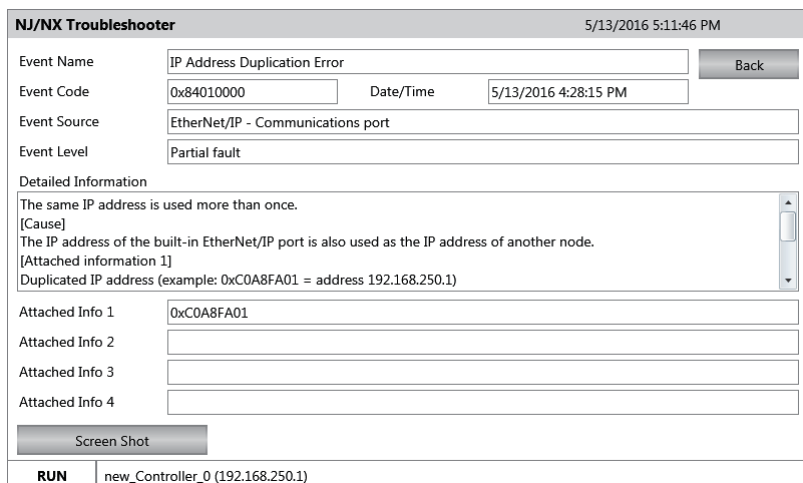 NJ/NX Troubleshooter 5/13/2016 5:11:46 PM
Event Name IP Address Duplication Error Back
Event Code 0x84010000 Date/Time 5/13/2016 4:28:15 PM
Event Source EtherNet/IP - Communications port
Event Level Partial fault
Detailed Information
The same IP address is used more than once.
[Cause]
The IP address of the built-in EtherNet/IP port is also used as the IP address of another node.
[Attached information 1]
Duplicated IP address (example: 0xC0A8FA01 = address 192.168.250.1)
Attached Info 1 0xC0A8FA01
Attached Info 2
Attached Info 3
Attached Info 4
Screen Shot
RUN new_Controller_0 (192.168.250.1)